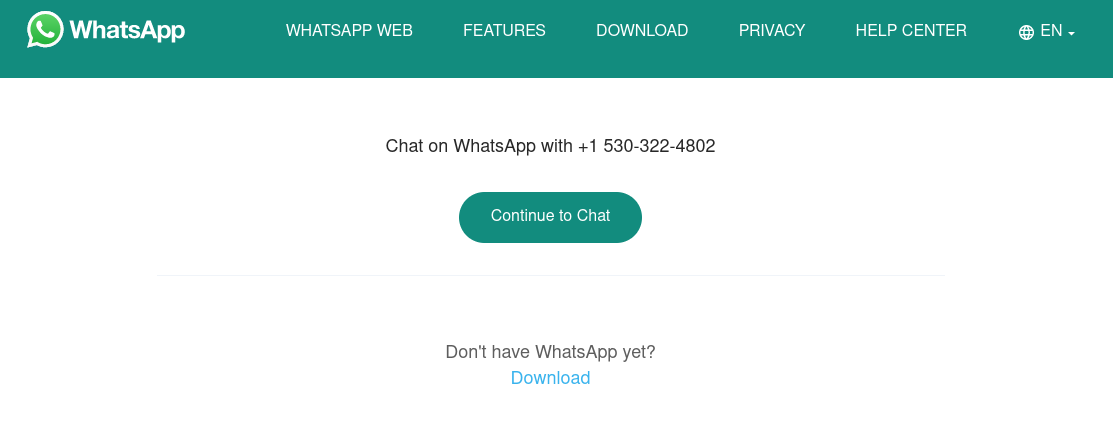 WhatsApp
WHATSAPP WEB
FEATURES
DOWNLOAD
PRIVACY
HELP CENTER
EN
Chat on WhatsApp with +1 530-322-4802
Continue to Chat
Don't have WhatsApp yet?
Download